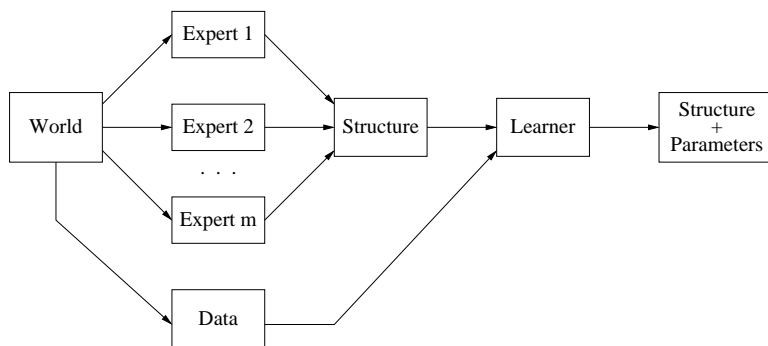 Expert 1
World
Expert 2
Structure
Learner
Structure
+
Parameters
. . .
Expert m
Data